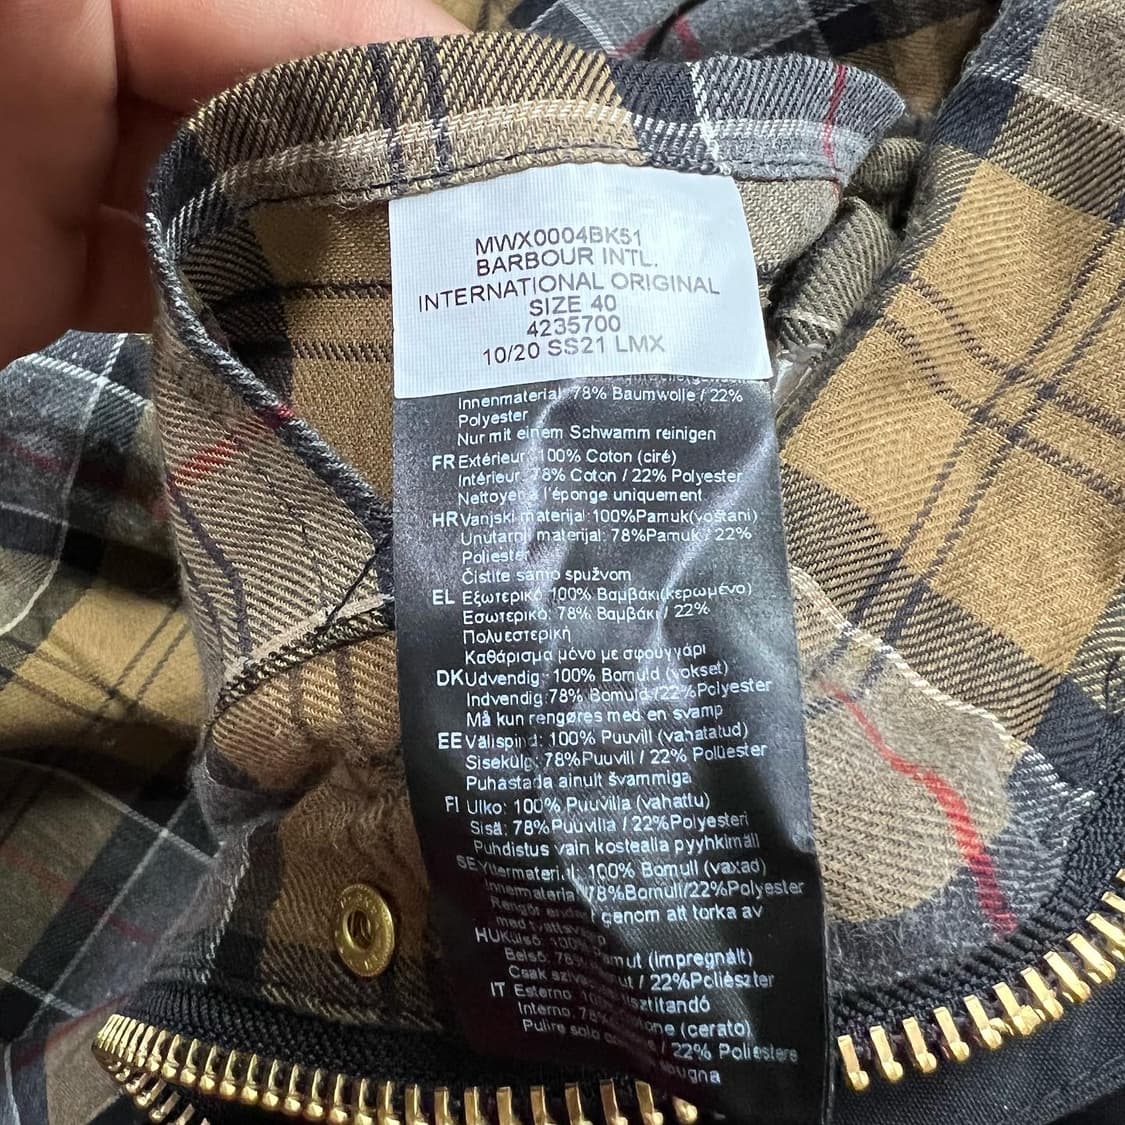 MWX0004BK51
BARBOUR INTL.
INTERNATIONAL ORIGINAL
SIZE 40
4235700
10/20 SS21 LMX
Innenmaterial: 78% Baumwolle / 22%
Polyester
Nur mit einem Schwamm reinigen
FR Extérieur: 100% Coton (ciré)
Intérieur: 78% Coton / 22% Polyester
Nettoyer à l'éponge uniquement
HR Vanjski materijal: 100%Pamuk(voštani)
Unutarnji materijal: 78%Pamuk / 22%
Poliester
Čistite samo spužvom
EL Εξωτερικό: 100% Βαμβάκι(κερωμένο)
Εσωτερικό: 78% Βαμβάκι / 22%
Πολυεστερική
Καθάρισμα μόνο με σφουγγάρι
DK Udvendig: 100% Bomuld (vokset)
Indvendig:78% Bomuld /22%Polyester
Må kun rengøres med en svamp
EE Välispind: 100% Puuvill (vahatatud)
Sisekülg: 78%Puuvill / 22% Polüester
Puhastada ainult švammiga
FI Ulko: 100% Puuvilla (vahattu)
Sisä: 78%Puuvilla / 22%Polyesteri
Puhdistus vain kostealla pyyhkimäll
SE Yttermaterial: 100% Bomull (vaxad)
Innermaterial: 78%Bomull/22%Polyester
Rengör endast genom att torka av
med tvättsvamp
HU Külső: 100% Pamut (impregnált)
Belső: 78% / 22%Poliészter
Csak
IT Esterno (cerato)
Interno: 78% / 22% Poliestere
Pulire solo